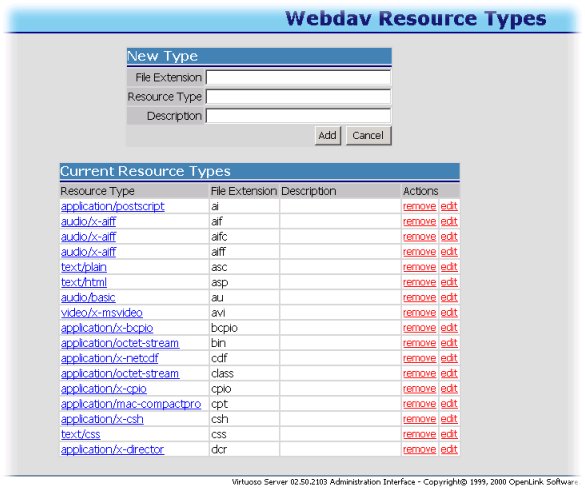 Webdav Resource Types
New Type
File Extension
Resource Type
Description
Add Cancel
Current Resource Types
Resource Type File Extension Description Actions
application/postscript ai remove edit
audio/x-aiff aif remove edit
audio/x-aiff aifc remove edit
audio/x-aiff aiff remove edit
text/plain asc remove edit
text/html asp remove edit
audio/basic au remove edit
video/x-msvideo avi remove edit
application/x-bcpio bcpio remove edit
application/octet-stream bin remove edit
application/x-netcdf cdf remove edit
application/octet-stream class remove edit
application/x-cpio cpio remove edit
application/mac-compactpro cpt remove edit
application/x-csh csh remove edit
text/css css remove edit
application/x-director dcr remove edit
Virtuoso Server 02.50.2103 Administration Interface - Copyright© 1999, 2000 OpenLink Software